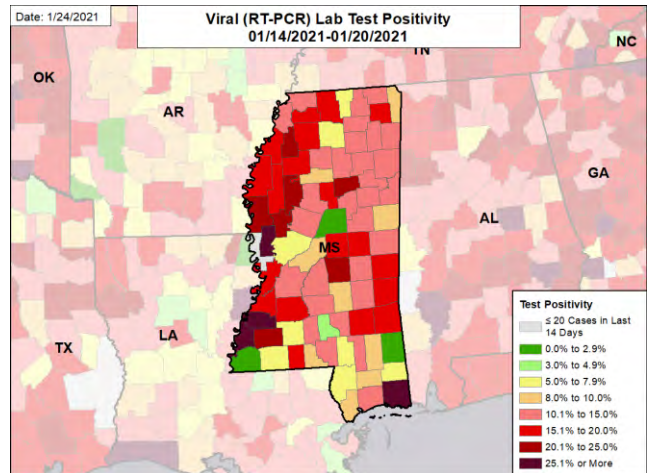 Date: 1/24/2021
Viral (RT-PCR) Lab Test Positivity
01/14/2021-01/20/2021
TN
NC
OK
AR
GA
AL
MS
LA
TX
Test Positivity
≤ 20 Cases in Last
14 Days
0.0% to 2.9%
3.0% to 4.9%
5.0% to 7.9%
8.0% to 10.0%
10.1% to 15.0%
15.1% to 20.0%
20.1% to 25.0%
25.1% or More